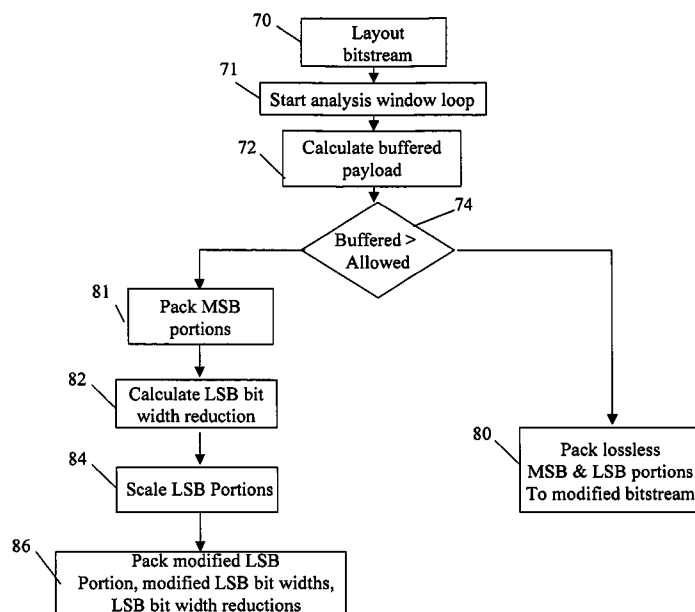 70
Layout
bitstream
71
Start analysis window loop
72
Calculate buffered
payload
74
Buffered >
Allowed
81
Pack MSB
portions
82
Calculate LSB bit
width reduction
84
Scale LSB Portions
80
Pack lossless
MSB & LSB portions
To modified bitstream
86
Pack modified LSB
Portion, modified LSB bit widths,
LSB bit width reductions